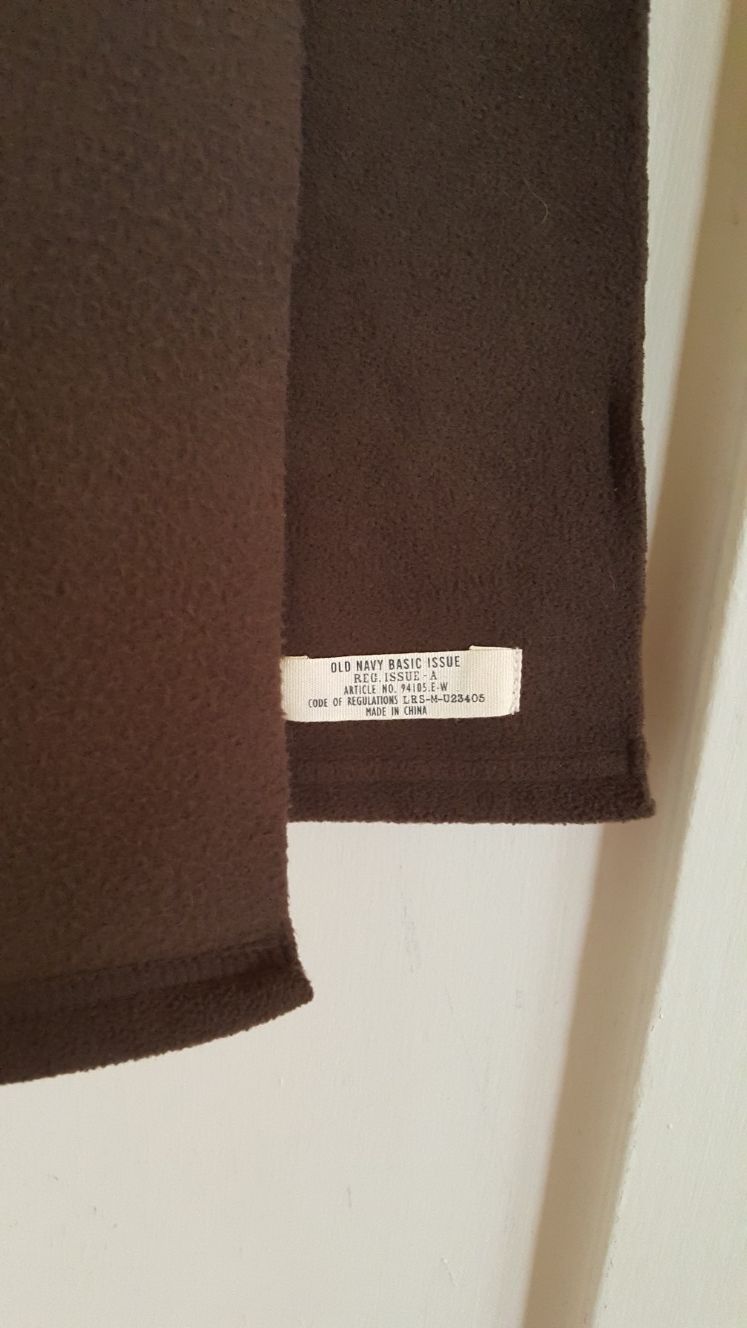 OLD NAVY BASIC ISSUE
REG. ISSUE - A
ARTICLE NO. 94105.E-W
CODE OF REGULATIONS LRS-M-U23405
MADE IN CHINA